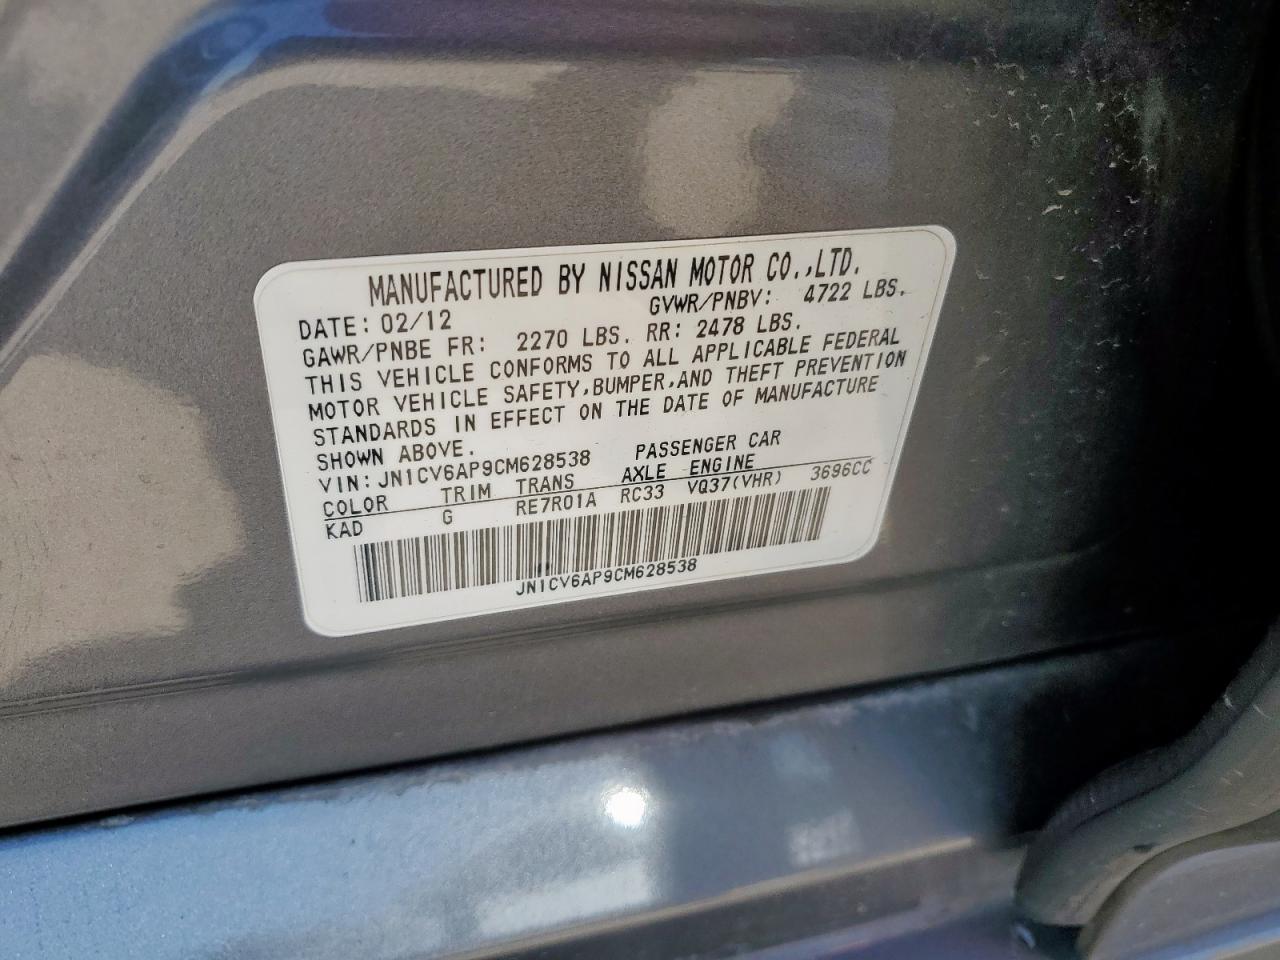 MANUFACTURED BY NISSAN MOTOR CO.,LTD.
DATE: 02/12 GVWR/PNBV: 4722 LBS.
GAWR/PNBE FR: 2270 LBS. RR: 2478 LBS.
THIS VEHICLE CONFORMS TO ALL APPLICABLE FEDERAL
MOTOR VEHICLE SAFETY,BUMPER,AND THEFT PREVENTION
STANDARDS IN EFFECT ON THE DATE OF MANUFACTURE
SHOWN ABOVE.
VIN: JN1CV6AP9CM628538 PASSENGER CAR
COLOR TRIM TRANS AXLE ENGINE
KAD G RE7R01A RC33 VQ37(VHR) 3696CC
JN1CV6AP9CM628538